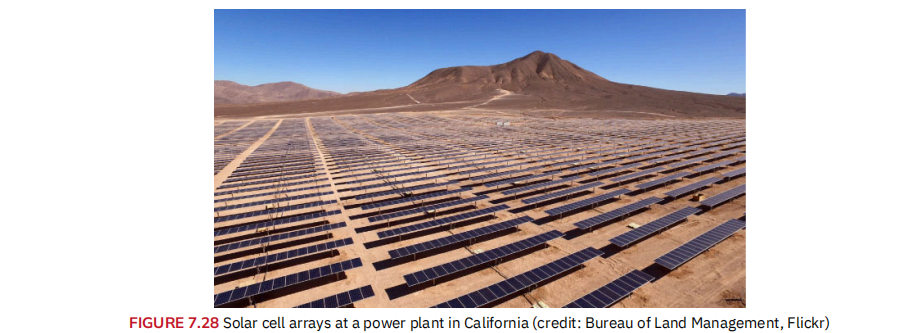 FIGURE 7.28 Solar cell arrays at a power plant in California (credit: Bureau of Land Management, Flickr)